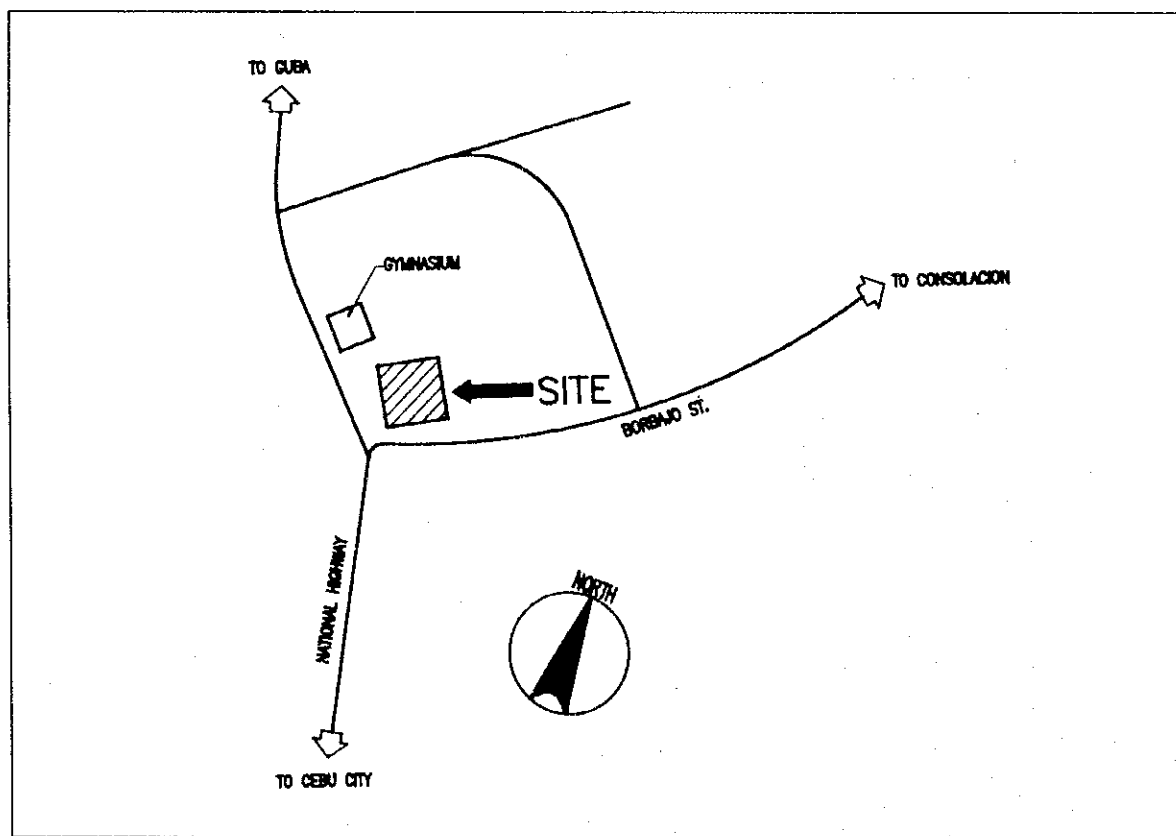 TO GUBA
GYMNASIUM
TO CONSOLACION
SITE
BORBAJO ST.
NATIONAL HIGHWAY
NORTH
TO CEBU CITY